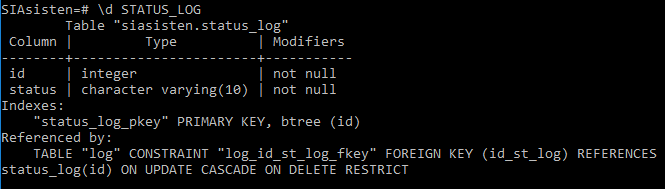 SIAsisten=# \d STATUS_LOG
         Table "siasisten.status_log"
 Column |         Type          | Modifiers
--------+-----------------------+-----------
 id     | integer               | not null
 status | character varying(10) | not null
Indexes:
    "status_log_pkey" PRIMARY KEY, btree (id)
Referenced by:
    TABLE "log" CONSTRAINT "log_id_st_log_fkey" FOREIGN KEY (id_st_log) REFERENCES
status_log(id) ON UPDATE CASCADE ON DELETE RESTRICT